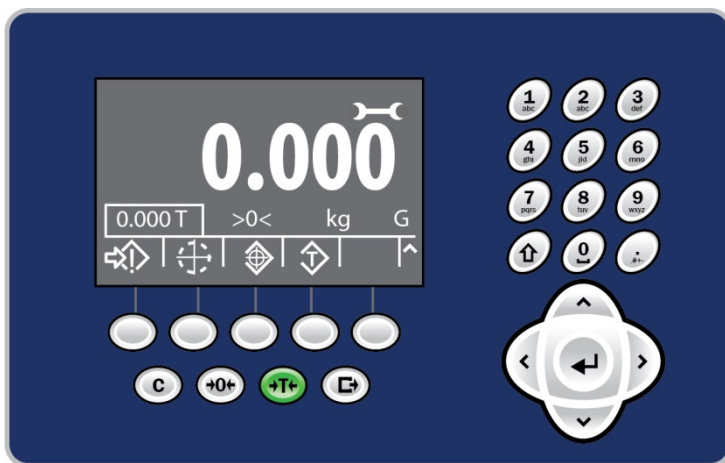 0.000
0.000 T >0< kg G
T
C
→0←
→T←
1 2 3
abc abc def
4 5 6
ghi jkl mno
7 8 9
pqrs tuv wxyz
0 .
.#+-